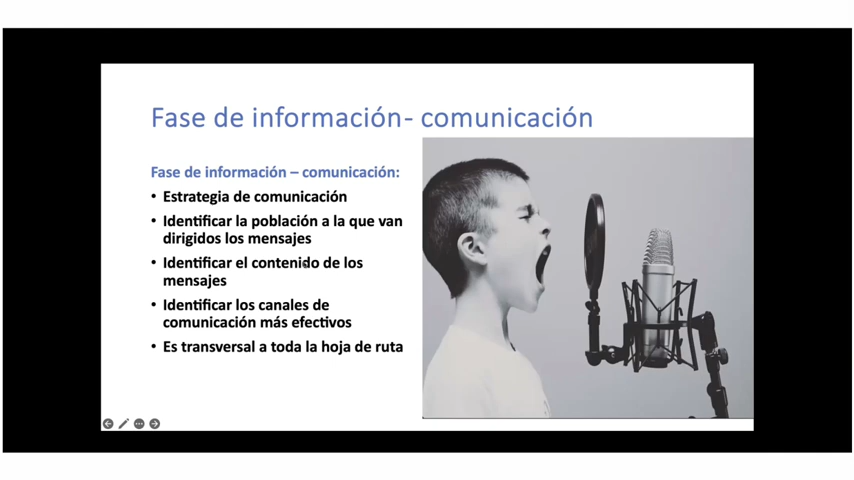 Fase de información- comunicación
Fase de información – comunicación:
• Estrategia de comunicación
• Identificar la población a la que van
dirigidos los mensajes
• Identificar el contenido de los
mensajes
• Identificar los canales de
comunicación más efectivos
• Es transversal a toda la hoja de ruta